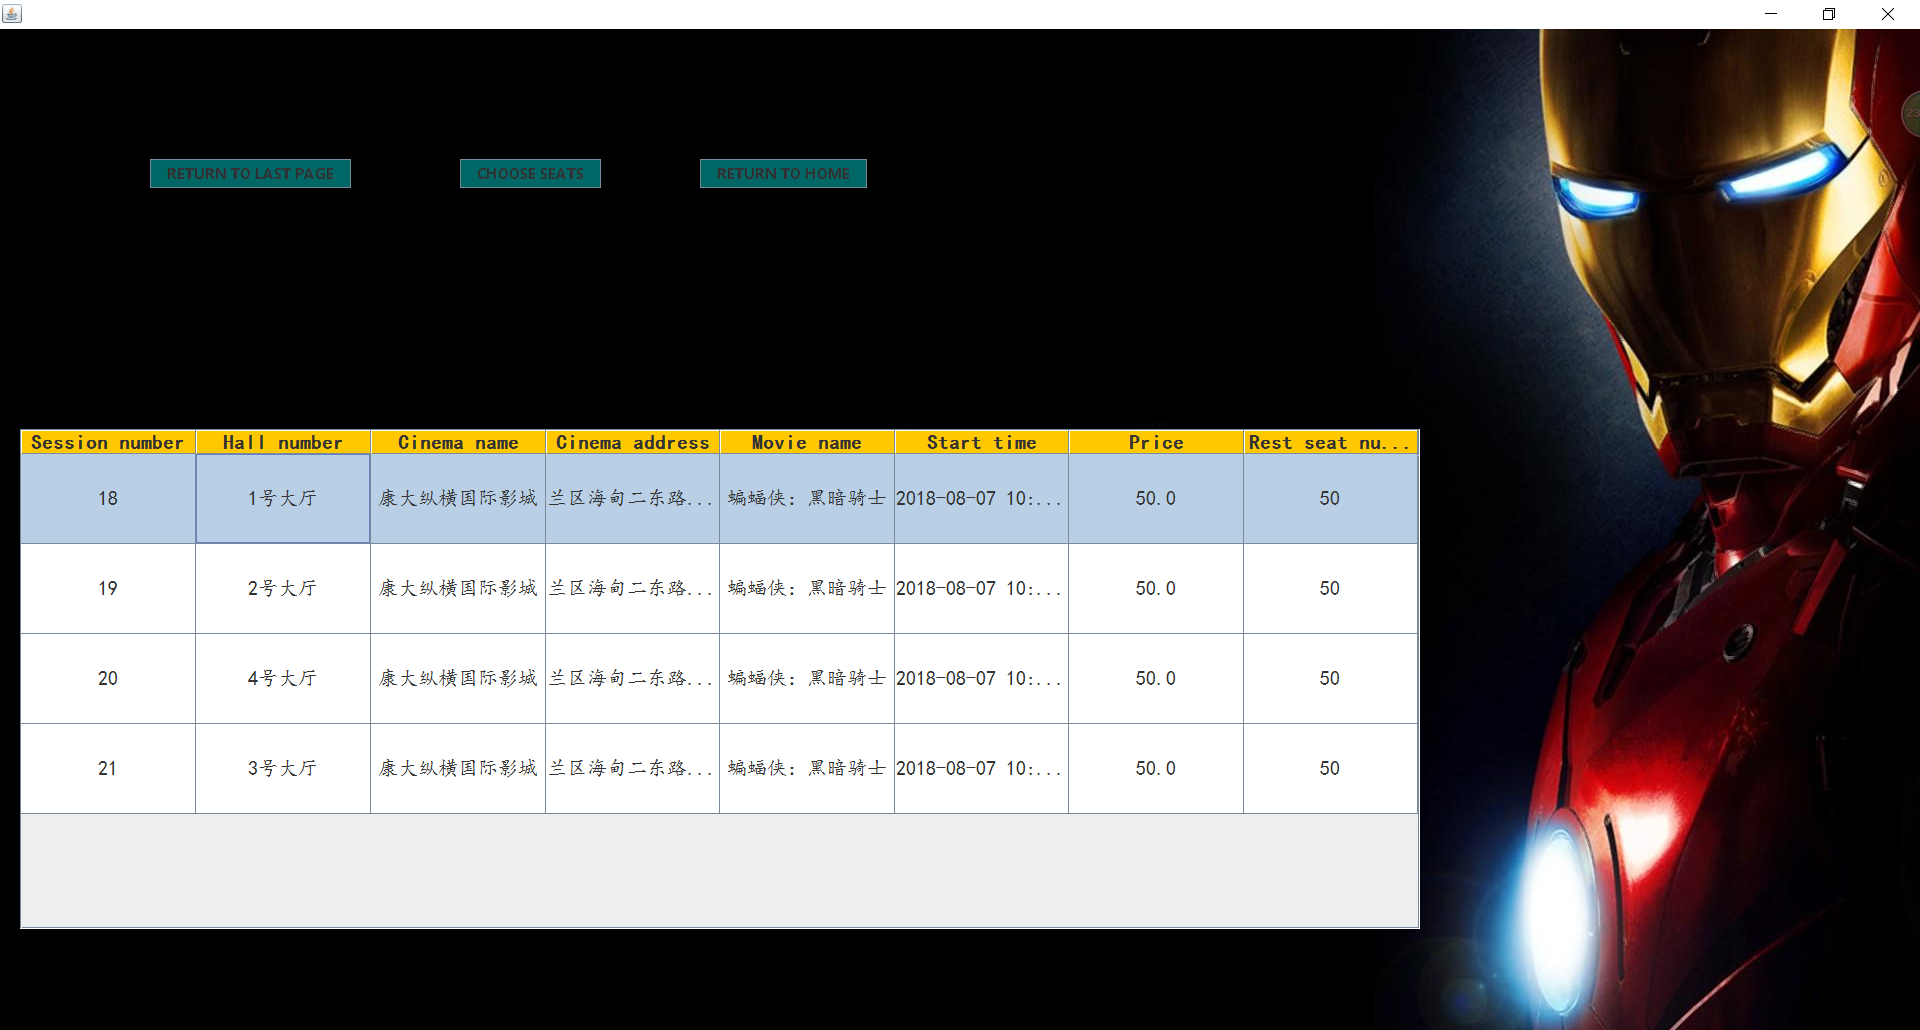 RETURN TO LAST PAGE CHOOSE SEATS RETURN TO HOME
Session number Hall number Cinema name Cinema address Movie name Start time Price Rest seat nu...
18 1号大厅 康大纵横国际影城 兰区海甸二东路... 蝙蝠侠：黑暗骑士 2018-08-07 10:... 50.0 50
19 2号大厅 康大纵横国际影城 兰区海甸二东路... 蝙蝠侠：黑暗骑士 2018-08-07 10:... 50.0 50
20 4号大厅 康大纵横国际影城 兰区海甸二东路... 蝙蝠侠：黑暗骑士 2018-08-07 10:... 50.0 50
21 3号大厅 康大纵横国际影城 兰区海甸二东路... 蝙蝠侠：黑暗骑士 2018-08-07 10:... 50.0 50